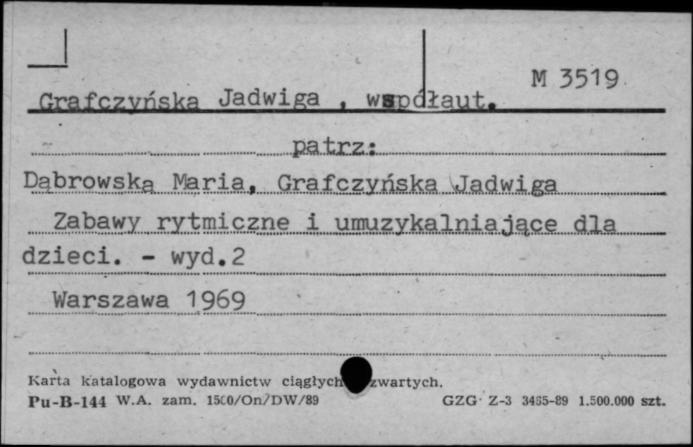 M 3519
Grafczyńska Jadwiga , współaut.
patrz:
Dąbrowska Maria, Grafczyńska Jadwiga
Zabawy rytmiczne i umuzykalniające dla
dzieci. - wyd.2
Warszawa 1969
Karta katalogowa wydawnictw ciągłych zwartych.
Pu-B-144 W.A. zam. 1500/On/DW/89 GZG Z-3 3465-89 1.500.000 szt.